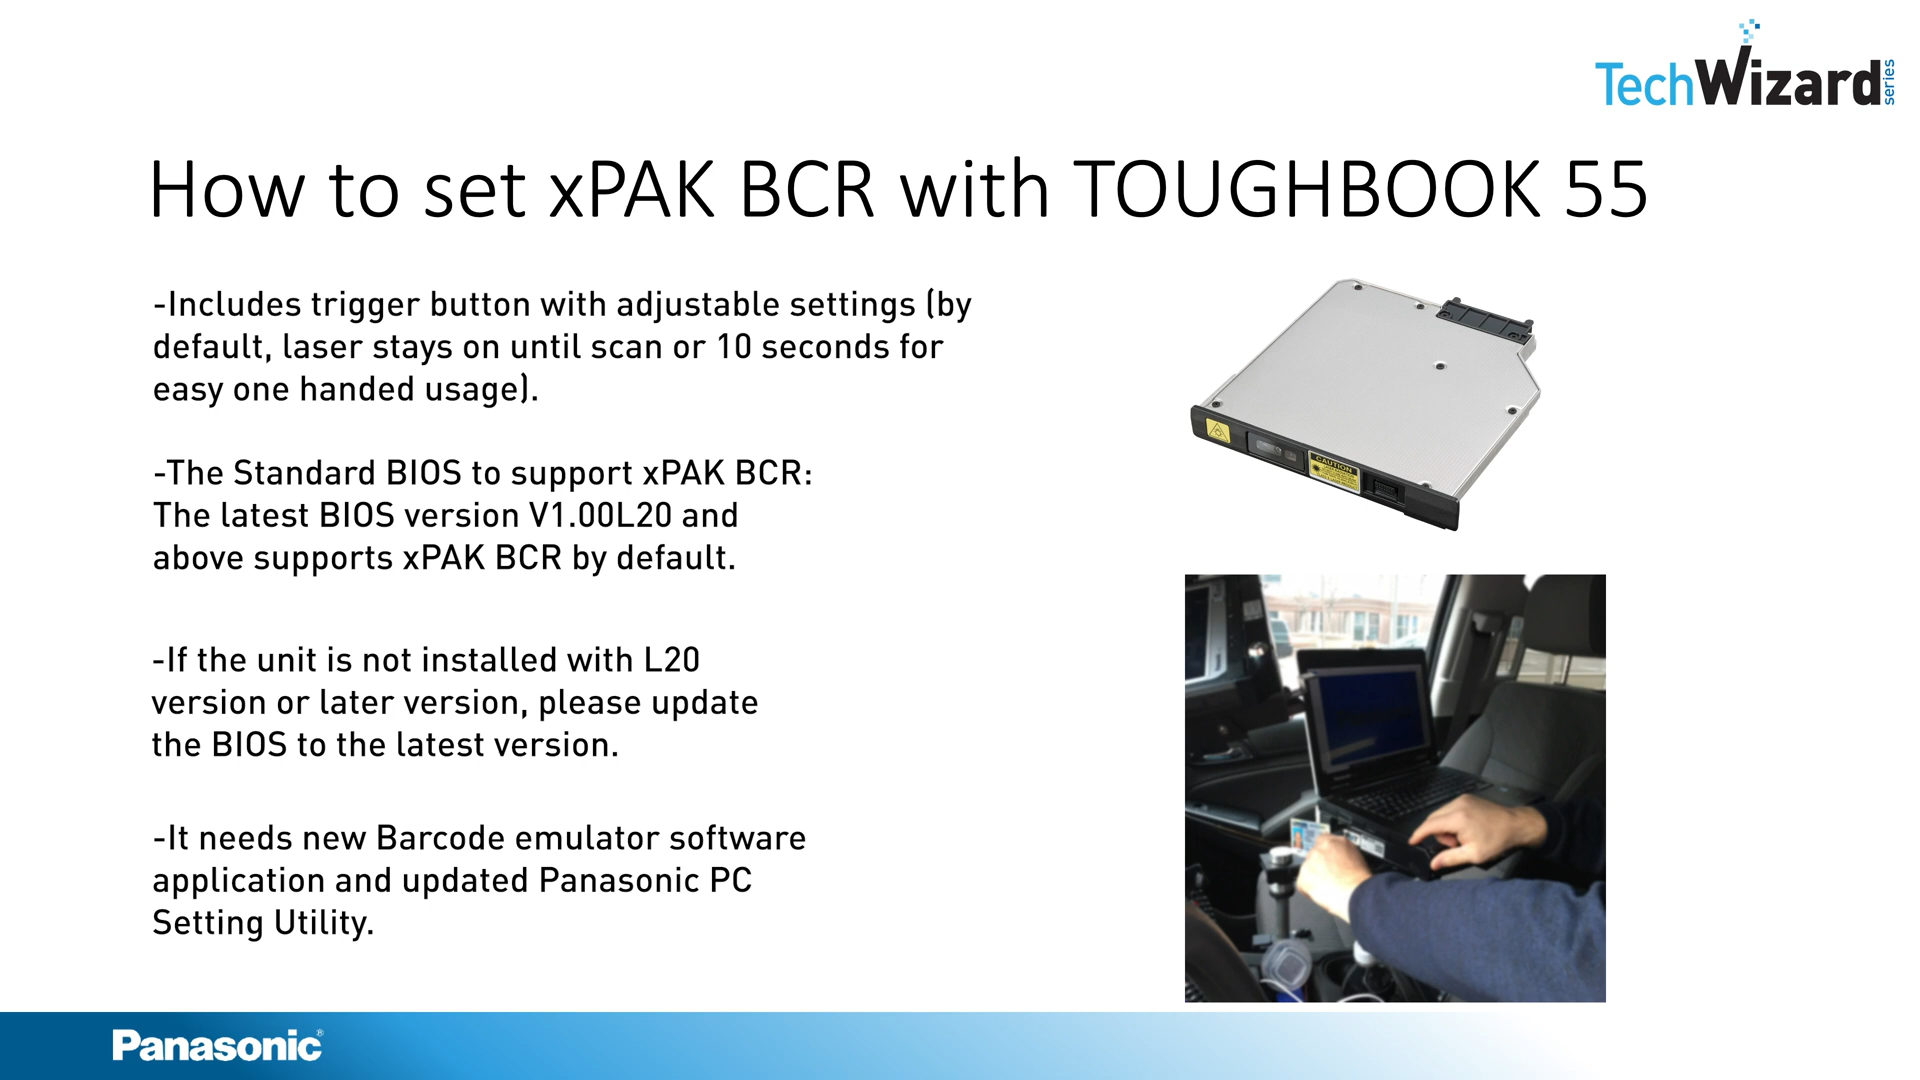 TechWizard series
How to set xPAK BCR with TOUGHBOOK 55
-Includes trigger button with adjustable settings (by
default, laser stays on until scan or 10 seconds for
easy one handed usage).
-The Standard BIOS to support xPAK BCR:
The latest BIOS version V1.00L20 and
above supports xPAK BCR by default.
-If the unit is not installed with L20
version or later version, please update
the BIOS to the latest version.
-It needs new Barcode emulator software
application and updated Panasonic PC
Setting Utility.
CAUTION
Panasonic®